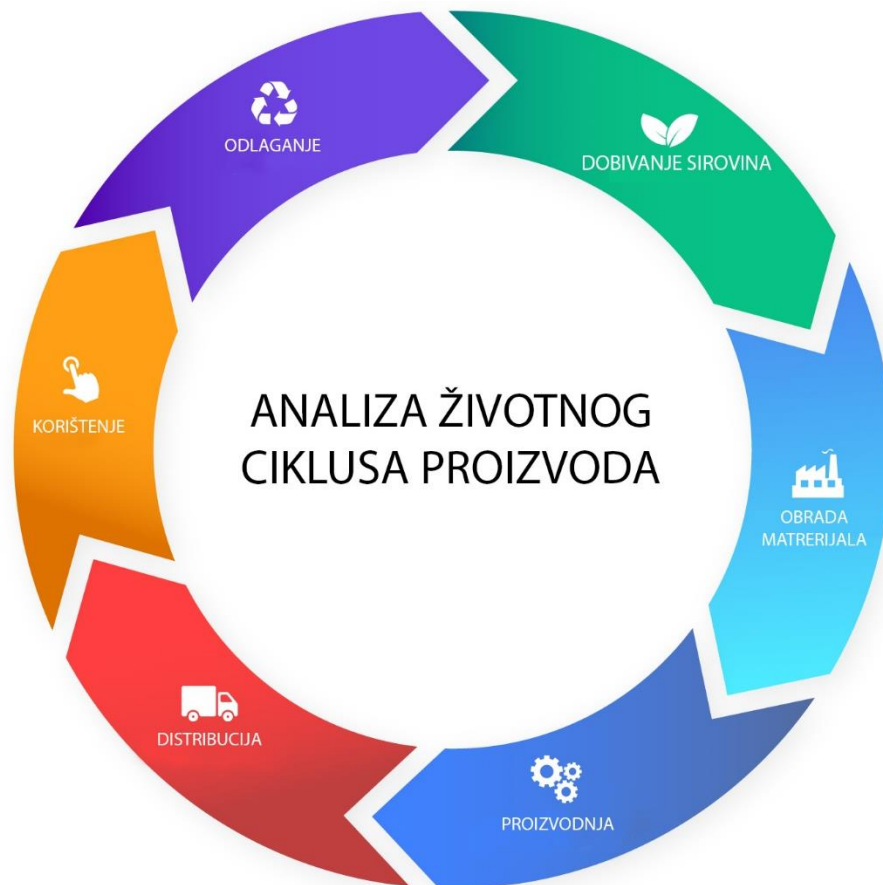 ODLAGANJE
DOBIVANJE SIROVINA
KORIŠTENJE
ANALIZA ŽIVOTNOG
CIKLUSA PROIZVODA
OBRADA
MATRERIJALA
DISTRIBUCIJA
PROIZVODNJA